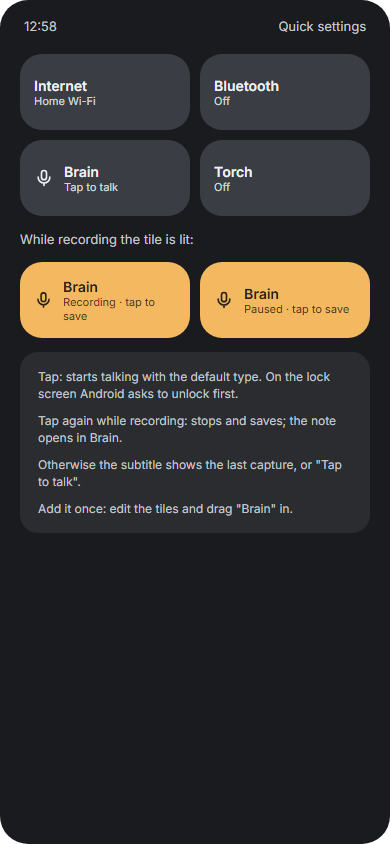 12:58
Quick settings
Internet
Home Wi-Fi
Bluetooth
Off
Brain
Tap to talk
Torch
Off
While recording the tile is lit:
Brain
Recording · tap to
save
Brain
Paused · tap to save
Tap: starts talking with the default type. On the lock
screen Android asks to unlock first.
Tap again while recording: stops and saves; the note
opens in Brain.
Otherwise the subtitle shows the last capture, or "Tap
to talk".
Add it once: edit the tiles and drag "Brain" in.